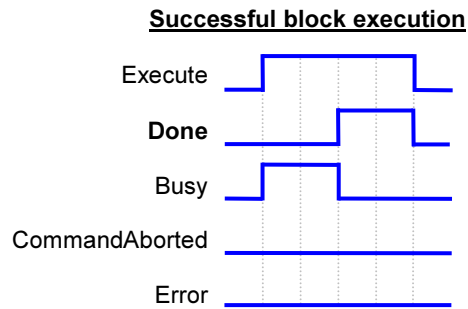 Successful block execution
Execute
Done
Busy
CommandAborted
Error